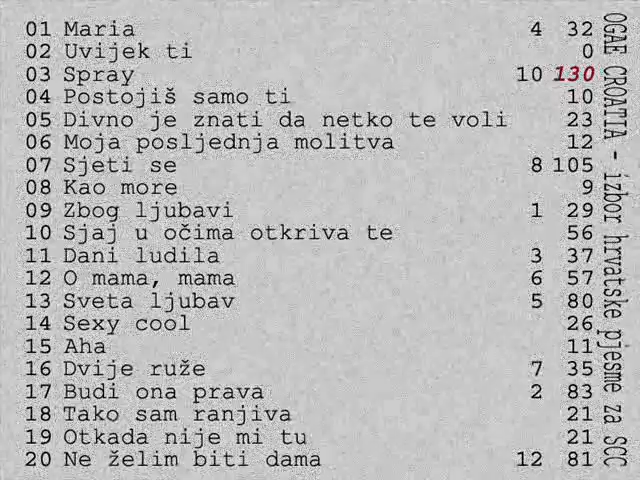 01 Maria 4 32
02 Uvijek ti 0
03 Spray 10 130
04 Postojiš samo ti 10
05 Divno je znati da netko te voli 23
06 Moja posljednja molitva 12
07 Sjeti se 8 105
08 Kao more 9
09 Zbog ljubavi 1 29
10 Sjaj u očima otkriva te 56
11 Dani ludila 3 37
12 O mama, mama 6 57
13 Sveta ljubav 5 80
14 Sexy cool 26
15 Aha 11
16 Dvije ruže 7 35
17 Budi ona prava 2 83
18 Tako sam ranjiva 21
19 Otkada nije mi tu 21
20 Ne želim biti dama 12 81
OGAE CROATIA - izbor hrvatske pjesme za SCC